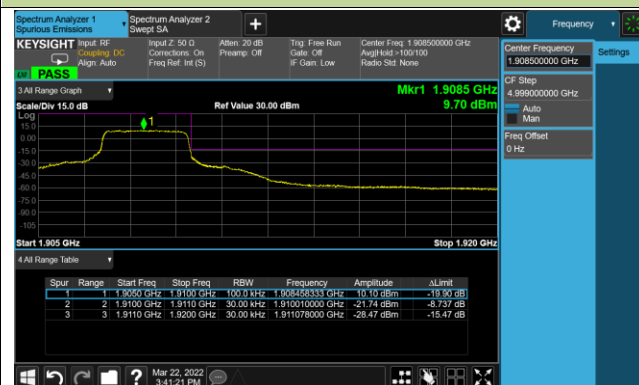 Spectrum Analyzer 1
Spurious Emissions
Spectrum Analyzer 2
Swept SA
+
Frequency
KEYSIGHT
Input: RF
Coupling: DC
Align: Auto
Input Z: 50 Ω
Corrections: On
Freq Ref: Int (S)
Atten: 20 dB
Preamp: Off
Trig: Free Run
Gate: Off
IF Gain: Low
Center Freq: 1.908500000 GHz
Avg|Hold:>100/100
Radio Std: None
LXI PASS
Center Frequency
1.908500000 GHz
Settings
CF Step
4.999000000 GHz
Auto
Man
Freq Offset
0 Hz
3 All Range Graph
Mkr1 1.9085 GHz
9.70 dBm
Scale/Div 15.0 dB
Ref Value 30.00 dBm
Log
15.0
0.00
-15.0
-30.0
-45.0
-60.0
-75.0
-90.0
-105
1
Start 1.905 GHz
Stop 1.920 GHz
4 All Range Table
Spur Range Start Freq Stop Freq RBW Frequency Amplitude ΔLimit
1 1 1.9050 GHz 1.9100 GHz 100.0 kHz 1.908458333 GHz 10.10 dBm -19.90 dB
2 2 1.9100 GHz 1.9110 GHz 30.00 kHz 1.910010000 GHz -21.74 dBm -8.737 dB
3 3 1.9110 GHz 1.9200 GHz 30.00 kHz 1.911078000 GHz -28.47 dBm -15.47 dB
?
Mar 22, 2022
3:41:21 PM